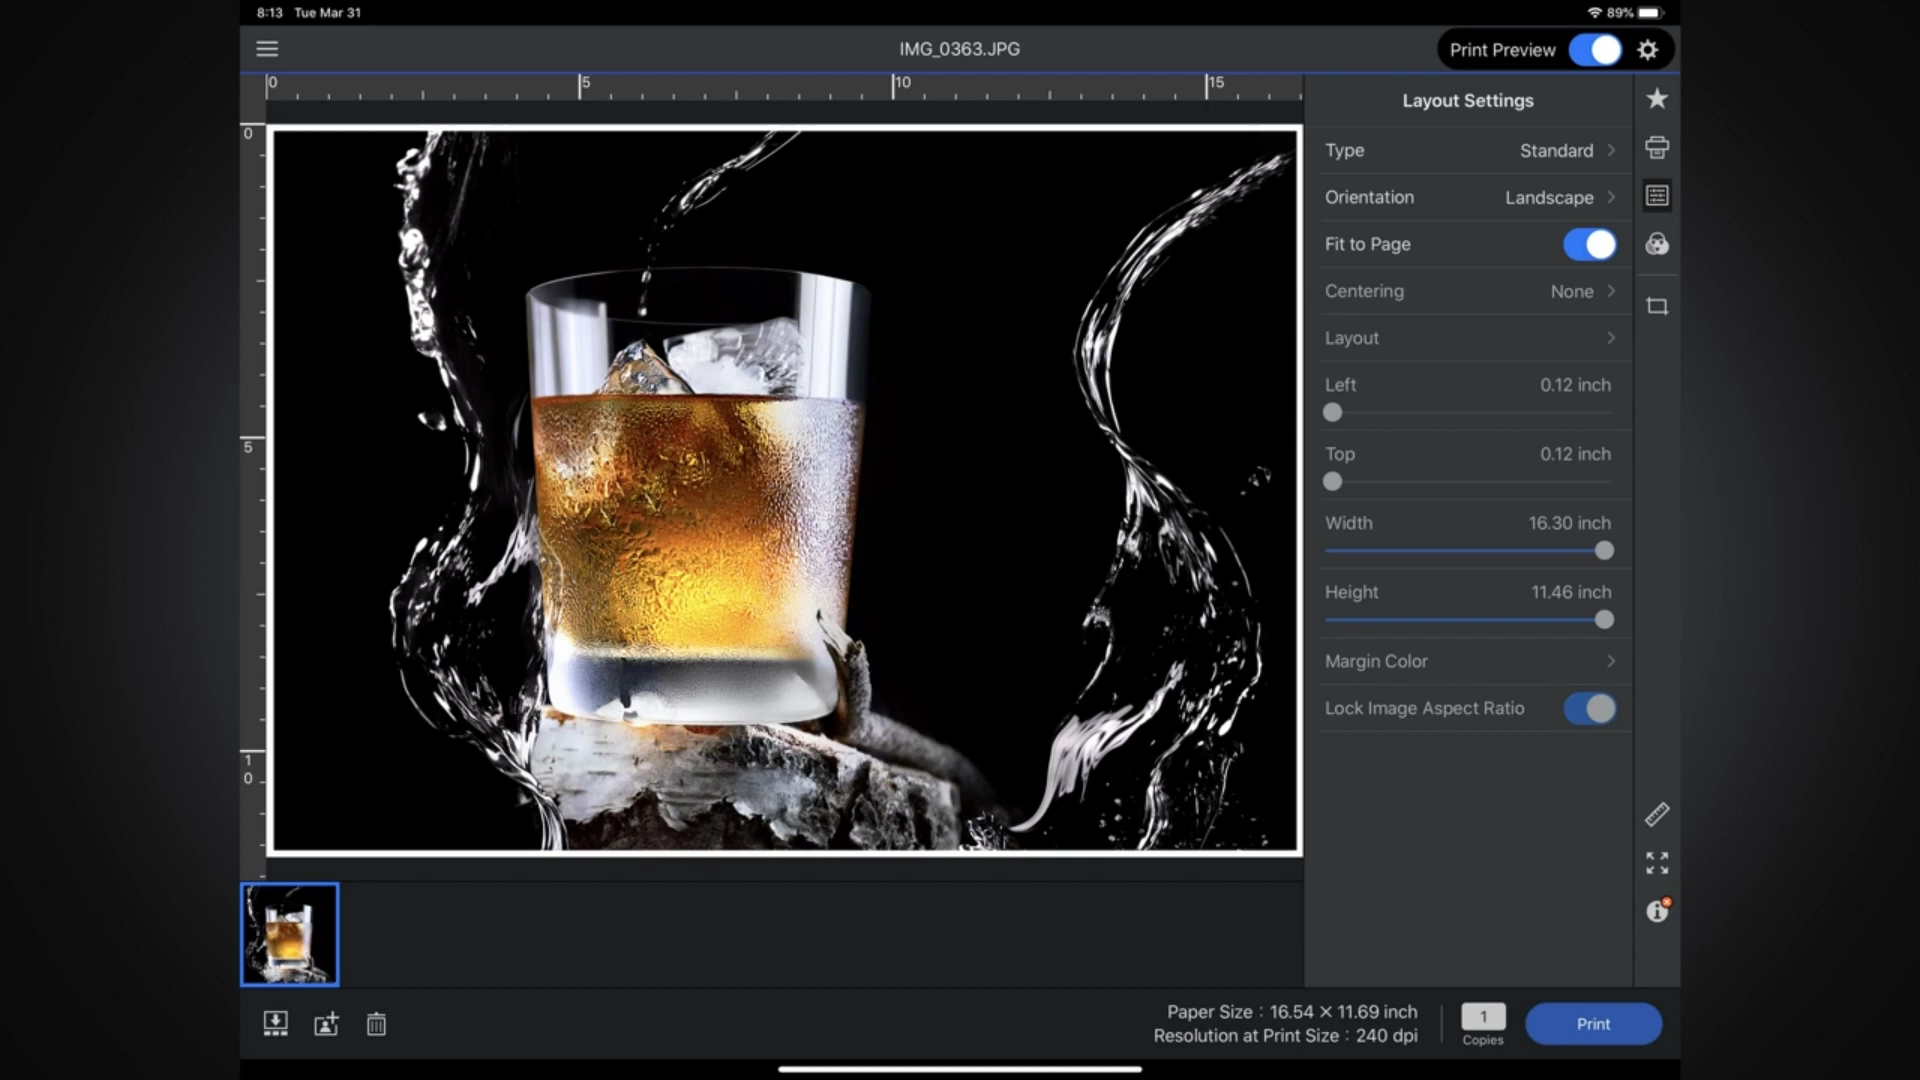 8:13 Tue Mar 31
89%
IMG_0363.JPG
Print Preview
0 5 10 15
0
5
1
0
Layout Settings
Type Standard
Orientation Landscape
Fit to Page
Centering None
Layout
Left 0.12 inch
Top 0.12 inch
Width 16.30 inch
Height 11.46 inch
Margin Color
Lock Image Aspect Ratio
Paper Size : 16.54 × 11.69 inch
Resolution at Print Size : 240 dpi
1
Copies
Print